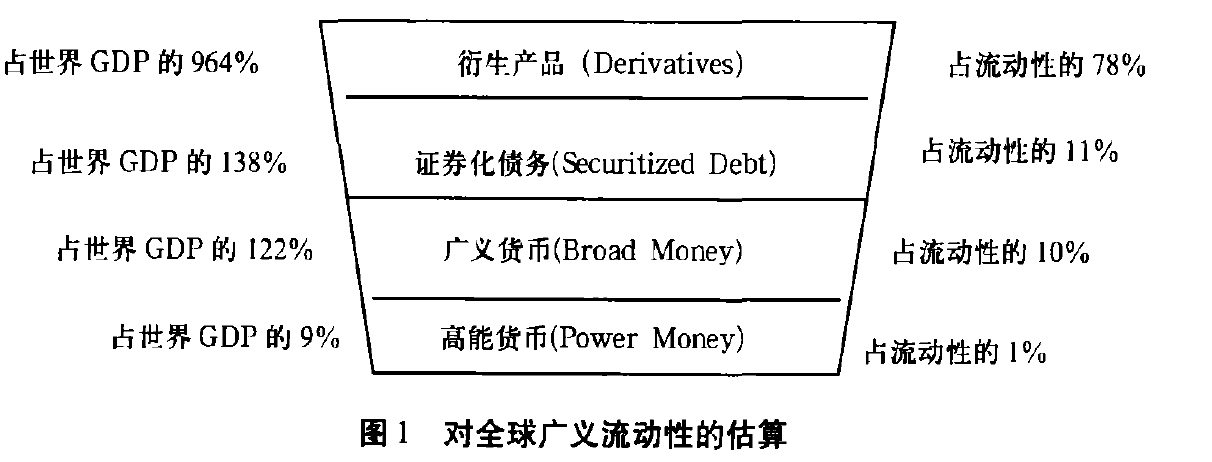 占世界 GDP 的 964% 衍生产品 (Derivatives) 占流动性的 78%
占世界 GDP 的 138% 证券化债务(Securitized Debt) 占流动性的 11%
占世界 GDP 的 122% 广义货币(Broad Money) 占流动性的 10%
占世界 GDP 的 9% 高能货币(Power Money) 占流动性的 1%
图1 对全球广义流动性的估算